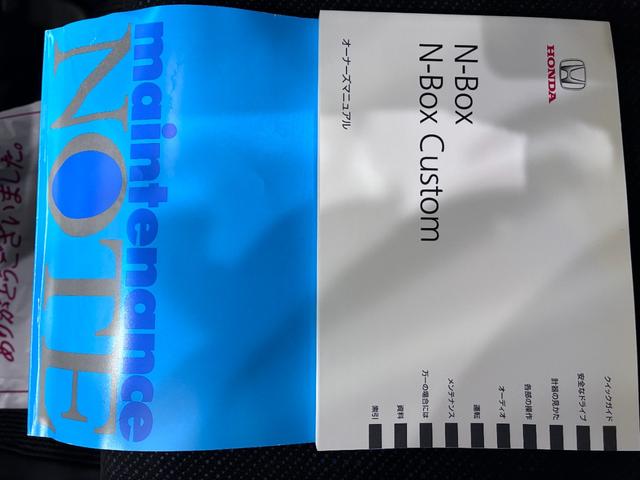 maintenance
NOTE
HONDA
N-Box
N-Box Custom
オーナーズマニュアル
クイックガイド
安全なドライブ
計器の見かた
各部の操作
オーディオ
運転
メンテナンス
万一の場合には
資料
索引